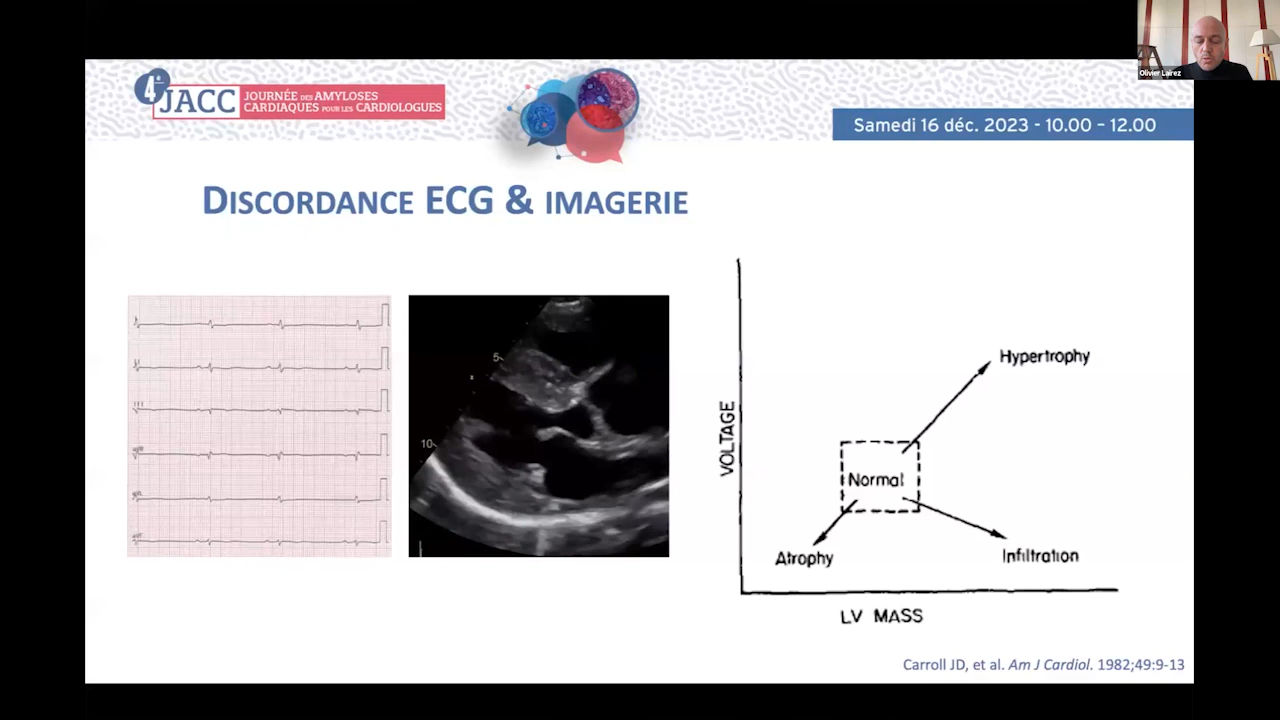 Olivier Lairez
4e JACC
JOURNÉE DES AMYLOSES
CARDIAQUES POUR LES CARDIOLOGUES
Samedi 16 déc. 2023 - 10.00 – 12.00
DISCORDANCE ECG & IMAGERIE
5
10
VOLTAGE
Hypertrophy
Normal
Atrophy
Infiltration
LV MASS
Carroll JD, et al. Am J Cardiol. 1982;49:9-13